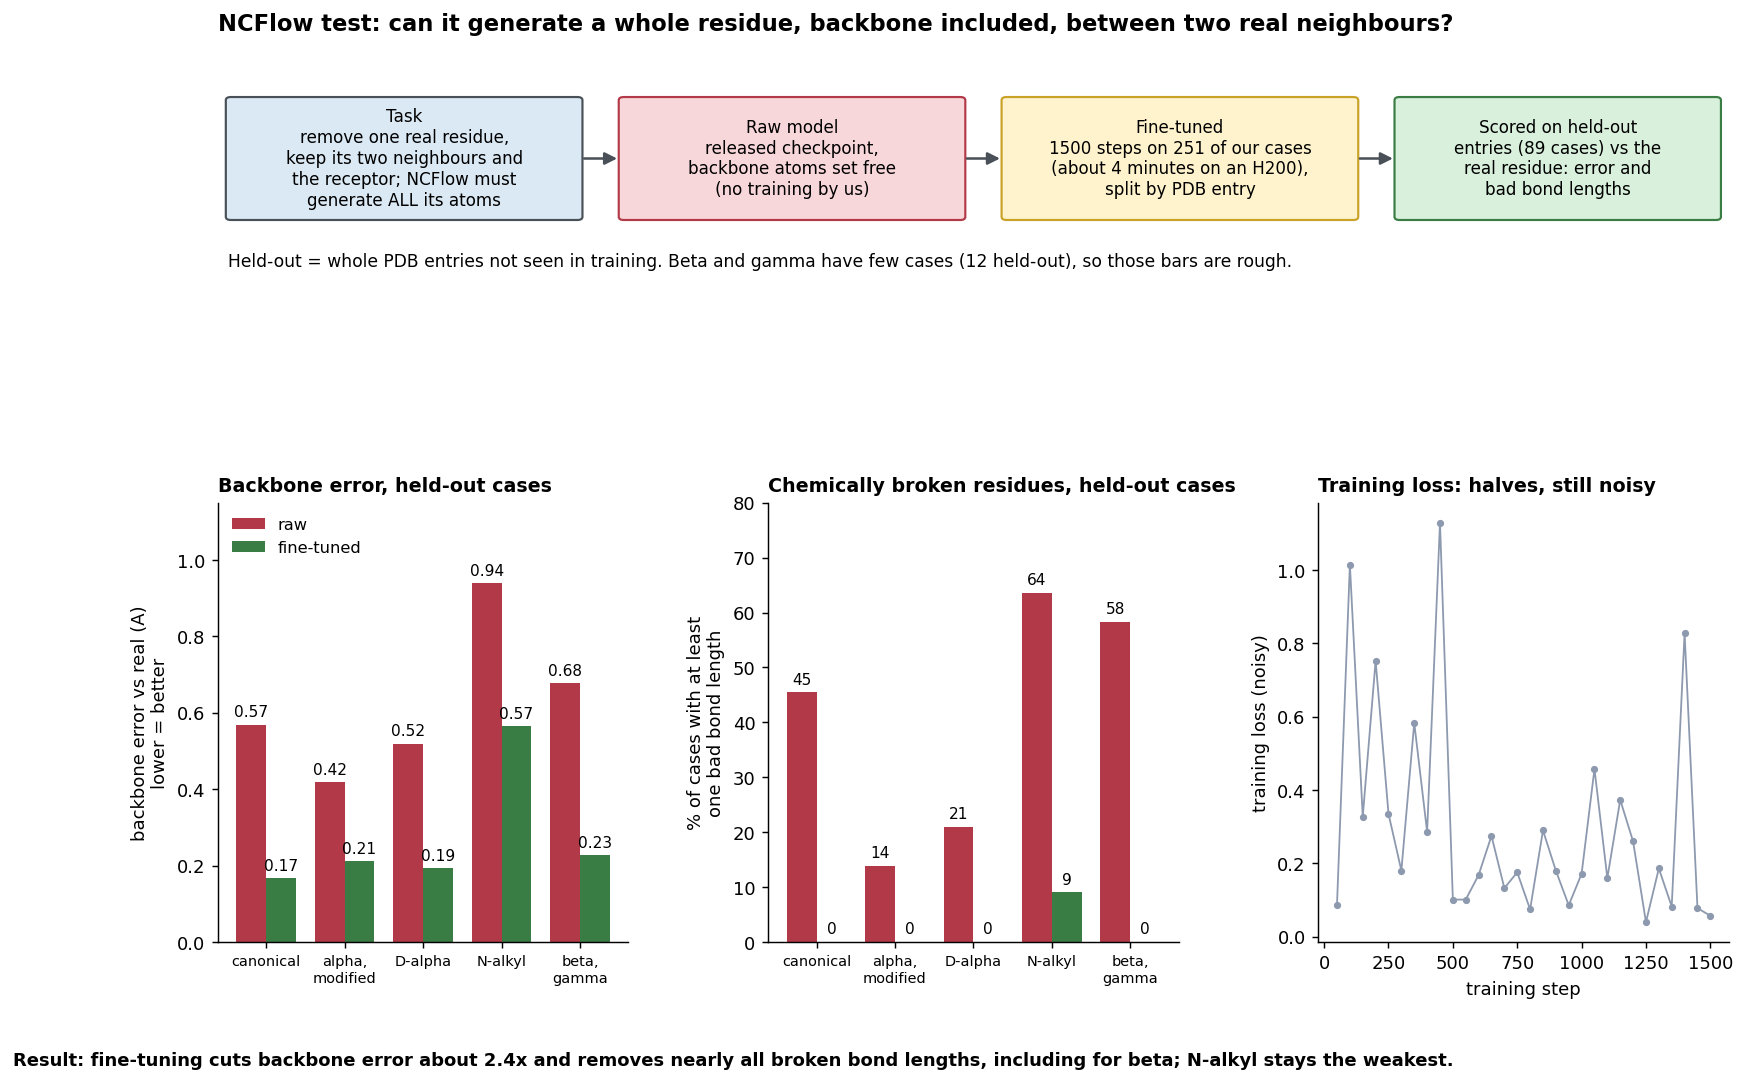 NCFlow test: can it generate a whole residue, backbone included, between two real neighbours?
Task
remove one real residue,
keep its two neighbours and
the receptor; NCFlow must
generate ALL its atoms
Raw model
released checkpoint,
backbone atoms set free
(no training by us)
Fine-tuned
1500 steps on 251 of our cases
(about 4 minutes on an H200),
split by PDB entry
Scored on held-out
entries (89 cases) vs the
real residue: error and
bad bond lengths
Held-out = whole PDB entries not seen in training. Beta and gamma have few cases (12 held-out), so those bars are rough.
Backbone error, held-out cases
backbone error vs real (A)
lower = better
1.0
0.8
0.6
0.4
0.2
0.0
raw
fine-tuned
0.57
0.17
0.42
0.21
0.52
0.19
0.94
0.57
0.68
0.23
canonical
alpha,
modified
D-alpha
N-alkyl
beta,
gamma
Chemically broken residues, held-out cases
% of cases with at least
one bad bond length
80
70
60
50
40
30
20
10
0
45
0
14
0
21
0
64
9
58
0
canonical
alpha,
modified
D-alpha
N-alkyl
beta,
gamma
Training loss: halves, still noisy
training loss (noisy)
1.0
0.8
0.6
0.4
0.2
0.0
0
250
500
750
1000
1250
1500
training step
Result: fine-tuning cuts backbone error about 2.4x and removes nearly all broken bond lengths, including for beta; N-alkyl stays the weakest.